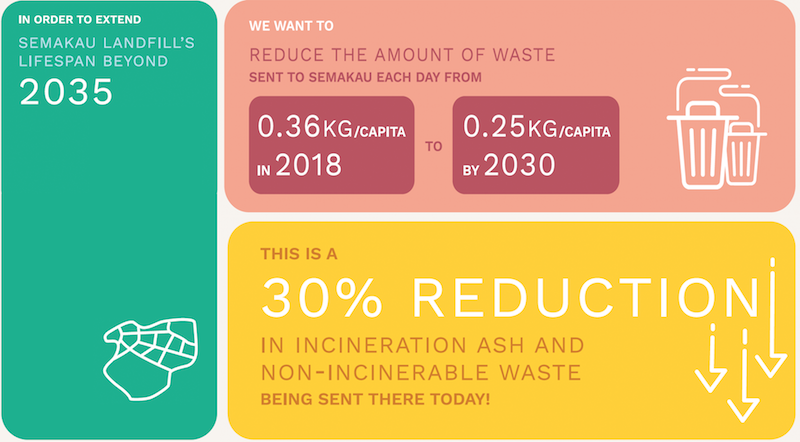 IN ORDER TO EXTEND
SEMAKAU LANDFILL'S
LIFESPAN BEYOND
2035
WE WANT TO
REDUCE THE AMOUNT OF WASTE
SENT TO SEMAKAU EACH DAY FROM
0.36KG/CAPITA
IN 2018
TO
0.25KG/CAPITA
BY 2030
THIS IS A
30% REDUCTION
IN INCINERATION ASH AND
NON-INCINERABLE WASTE
BEING SENT THERE TODAY!